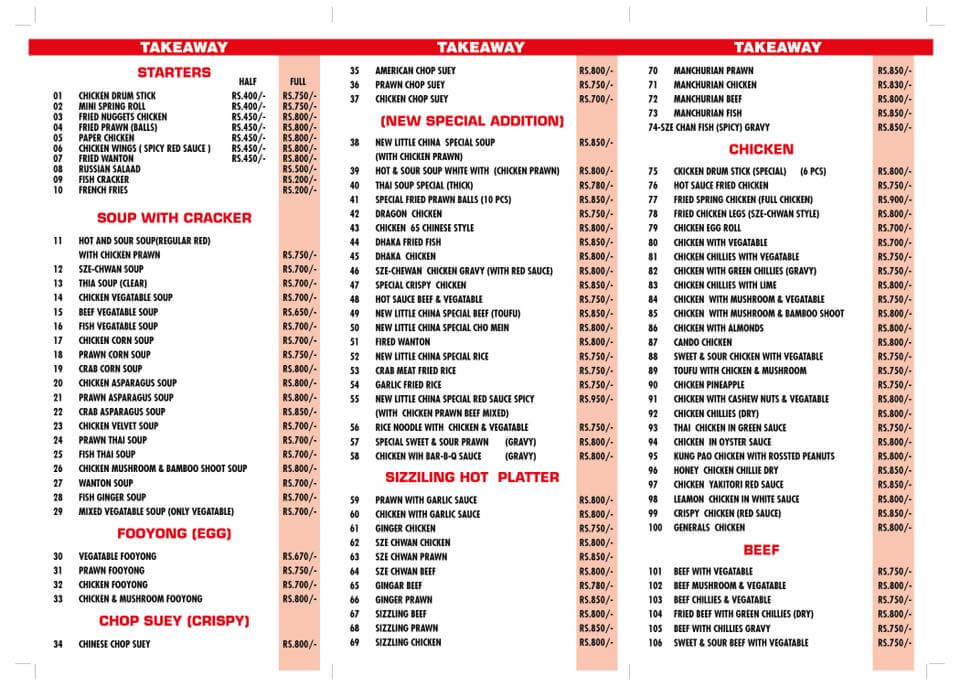 TAKEAWAY
STARTERS
HALF FULL
01 CHICKEN DRUM STICK RS.400/- RS.750/-
02 MINI SPRING ROLL RS.400/- RS.750/-
03 FRIED NUGGETS CHICKEN RS.450/- RS.800/-
04 FRIED PRAWN (BALLS) RS.450/- RS.800/-
05 PAPER CHICKEN RS.450/- RS.800/-
06 CHICKEN WINGS ( SPICY RED SAUCE ) RS.450/- RS.800/-
07 FRIED WANTON RS.450/- RS.800/-
08 RUSSIAN SALAAD RS.500/-
09 FISH CRACKER RS.200/-
10 FRENCH FRIES RS.200/-
SOUP WITH CRACKER
11 HOT AND SOUR SOUP(REGULAR RED)
WITH CHICKEN PRAWN RS.750/-
12 SZE-CHWAN SOUP RS.700/-
13 THIA SOUP (CLEAR) RS.700/-
14 CHICKEN VEGATABLE SOUP RS.700/-
15 BEEF VEGATABLE SOUP RS.650/-
16 FISH VEGATABLE SOUP RS.700/-
17 CHICKEN CORN SOUP RS.700/-
18 PRAWN CORN SOUP RS.750/-
19 CRAB CORN SOUP RS.800/-
20 CHICKEN ASPARAGUS SOUP RS.800/-
21 PRAWN ASPARAGUS SOUP RS.800/-
22 CRAB ASPARAGUS SOUP RS.850/-
23 CHICKEN VELVET SOUP RS.700/-
24 PRAWN THAI SOUP RS.700/-
25 FISH THAI SOUP RS.700/-
26 CHICKEN MUSHROOM & BAMBOO SHOOT SOUP RS.800/-
27 WANTON SOUP RS.700/-
28 FISH GINGER SOUP RS.700/-
29 MIXED VEGATABLE SOUP (ONLY VEGATABLE) RS.700/-
FOOYONG (EGG)
30 VEGATABLE FOOYONG RS.670/-
31 PRAWN FOOYONG RS.750/-
32 CHICKEN FOOYONG RS.700/-
33 CHICKEN & MUSHROOM FOOYONG RS.800/-
CHOP SUEY (CRISPY)
34 CHINESE CHOP SUEY RS.800/-
TAKEAWAY
35 AMERICAN CHOP SUEY RS.800/-
36 PRAWN CHOP SUEY RS.750/-
37 CHICKEN CHOP SUEY RS.700/-
(NEW SPECIAL ADDITION)
38 NEW LITTLE CHINA SPECIAL SOUP RS.850/-
(WITH CHICKEN PRAWN)
39 HOT & SOUR SOUP WHITE WITH (CHICKEN PRAWN) RS.800/-
40 THAI SOUP SPECIAL (THICK) RS.780/-
41 SPECIAL FRIED PRAWN BALLS (10 PCS) RS.850/-
42 DRAGON CHICKEN RS.750/-
43 CHICKEN 65 CHINESE STYLE RS.800/-
44 DHAKA FRIED FISH RS.850/-
45 DHAKA CHICKEN RS.800/-
46 SZE-CHEWAN CHICKEN GRAVY (WITH RED SAUCE) RS.800/-
47 SPECIAL CRISPY CHICKEN RS.850/-
48 HOT SAUCE BEEF & VEGATABLE RS.750/-
49 NEW LITTLE CHINA SPECIAL BEEF (TOUFU) RS.850/-
50 NEW LITTLE CHINA SPECIAL CHO MEIN RS.800/-
51 FIRED WANTON RS.800/-
52 NEW LITTLE CHINA SPECIAL RICE RS.750/-
53 CRAB MEAT FRIED RICE RS.750/-
54 GARLIC FRIED RICE RS.750/-
55 NEW LITTLE CHINA SPECIAL RED SAUCE SPICY RS.950/-
(WITH CHICKEN PRAWN BEEF MIXED)
56 RICE NOODLE WITH CHICKEN & VEGATABLE RS.750/-
57 SPECIAL SWEET & SOUR PRAWN (GRAVY) RS.800/-
58 CHICKEN WIH BAR-B-Q SAUCE (GRAVY) RS.800/-
SIZZILING HOT PLATTER
59 PRAWN WITH GARLIC SAUCE RS.800/-
60 CHICKEN WITH GARLIC SAUCE RS.800/-
61 GINGER CHICKEN RS.750/-
62 SZE CHWAN CHICKEN RS.800/-
63 SZE CHWAN PRAWN RS.850/-
64 SZE CHWAN BEEF RS.800/-
65 GINGAR BEEF RS.780/-
66 GINGER PRAWN RS.850/-
67 SIZZLING BEEF RS.800/-
68 SIZZLING PRAWN RS.850/-
69 SIZZLING CHICKEN RS.800/-
TAKEAWAY
70 MANCHURIAN PRAWN RS.850/-
71 MANCHURIAN CHICKEN RS.830/-
72 MANCHURIAN BEEF RS.800/-
73 MANCHURIAN FISH RS.850/-
74-SZE CHAN FISH (SPICY) GRAVY RS.850/-
CHICKEN
75 CKICKEN DRUM STICK (SPECIAL) (6 PCS) RS.800/-
76 HOT SAUCE FRIED CHICKEN RS.750/-
77 FRIED SPRING CHICKEN (FULL CHICKEN) RS.900/-
78 FRIED CHICKEN LEGS (SZE-CHWAN STYLE) RS.800/-
79 CHICKEN EGG ROLL RS.700/-
80 CHICKEN WITH VEGATABLE RS.700/-
81 CHICKEN CHILLIES WITH VEGATABLE RS.750/-
82 CHICKEN WITH GREEN CHILLIES (GRAVY) RS.750/-
83 CHICKEN CHILLIES WITH LIME RS.800/-
84 CHICKEN WITH MUSHROOM & VEGATABLE RS.750/-
85 CHICKEN WITH MUSHROOM & BAMBOO SHOOT RS.800/-
86 CHICKEN WITH ALMONDS RS.800/-
87 CANDO CHICKEN RS.800/-
88 SWEET & SOUR CHICKEN WITH VEGATABLE RS.750/-
89 TOUFU WITH CHICKEN & MUSHROOM RS.750/-
90 CHICKEN PINEAPPLE RS.750/-
91 CHICKEN WITH CASHEW NUTS & VEGATABLE RS.800/-
92 CHICKEN CHILLIES (DRY) RS.800/-
93 THAI CHICKEN IN GREEN SAUCE RS.750/-
94 CHICKEN IN OYSTER SAUCE RS.800/-
95 KUNG PAO CHICKEN WITH ROSSTED PEANUTS RS.800/-
96 HONEY CHICKEN CHILLIE DRY RS.850/-
97 CHICKEN YAKITORI RED SAUCE RS.850/-
98 LEAMON CHICKEN IN WHITE SAUCE RS.800/-
99 CRISPY CHICKEN (RED SAUCE) RS.850/-
100 GENERALS CHICKEN RS.800/-
BEEF
101 BEEF WITH VEGATABLE RS.750/-
102 BEEF MUSHROOM & VEGATABLE RS.800/-
103 BEEF CHILLIES & VEGATABLE RS.750/-
104 FRIED BEEF WITH GREEN CHILLIES (DRY) RS.800/-
105 BEEF WITH CHILLIES GRAVY RS.750/-
106 SWEET & SOUR BEEF WITH VEGATABLE RS.750/-